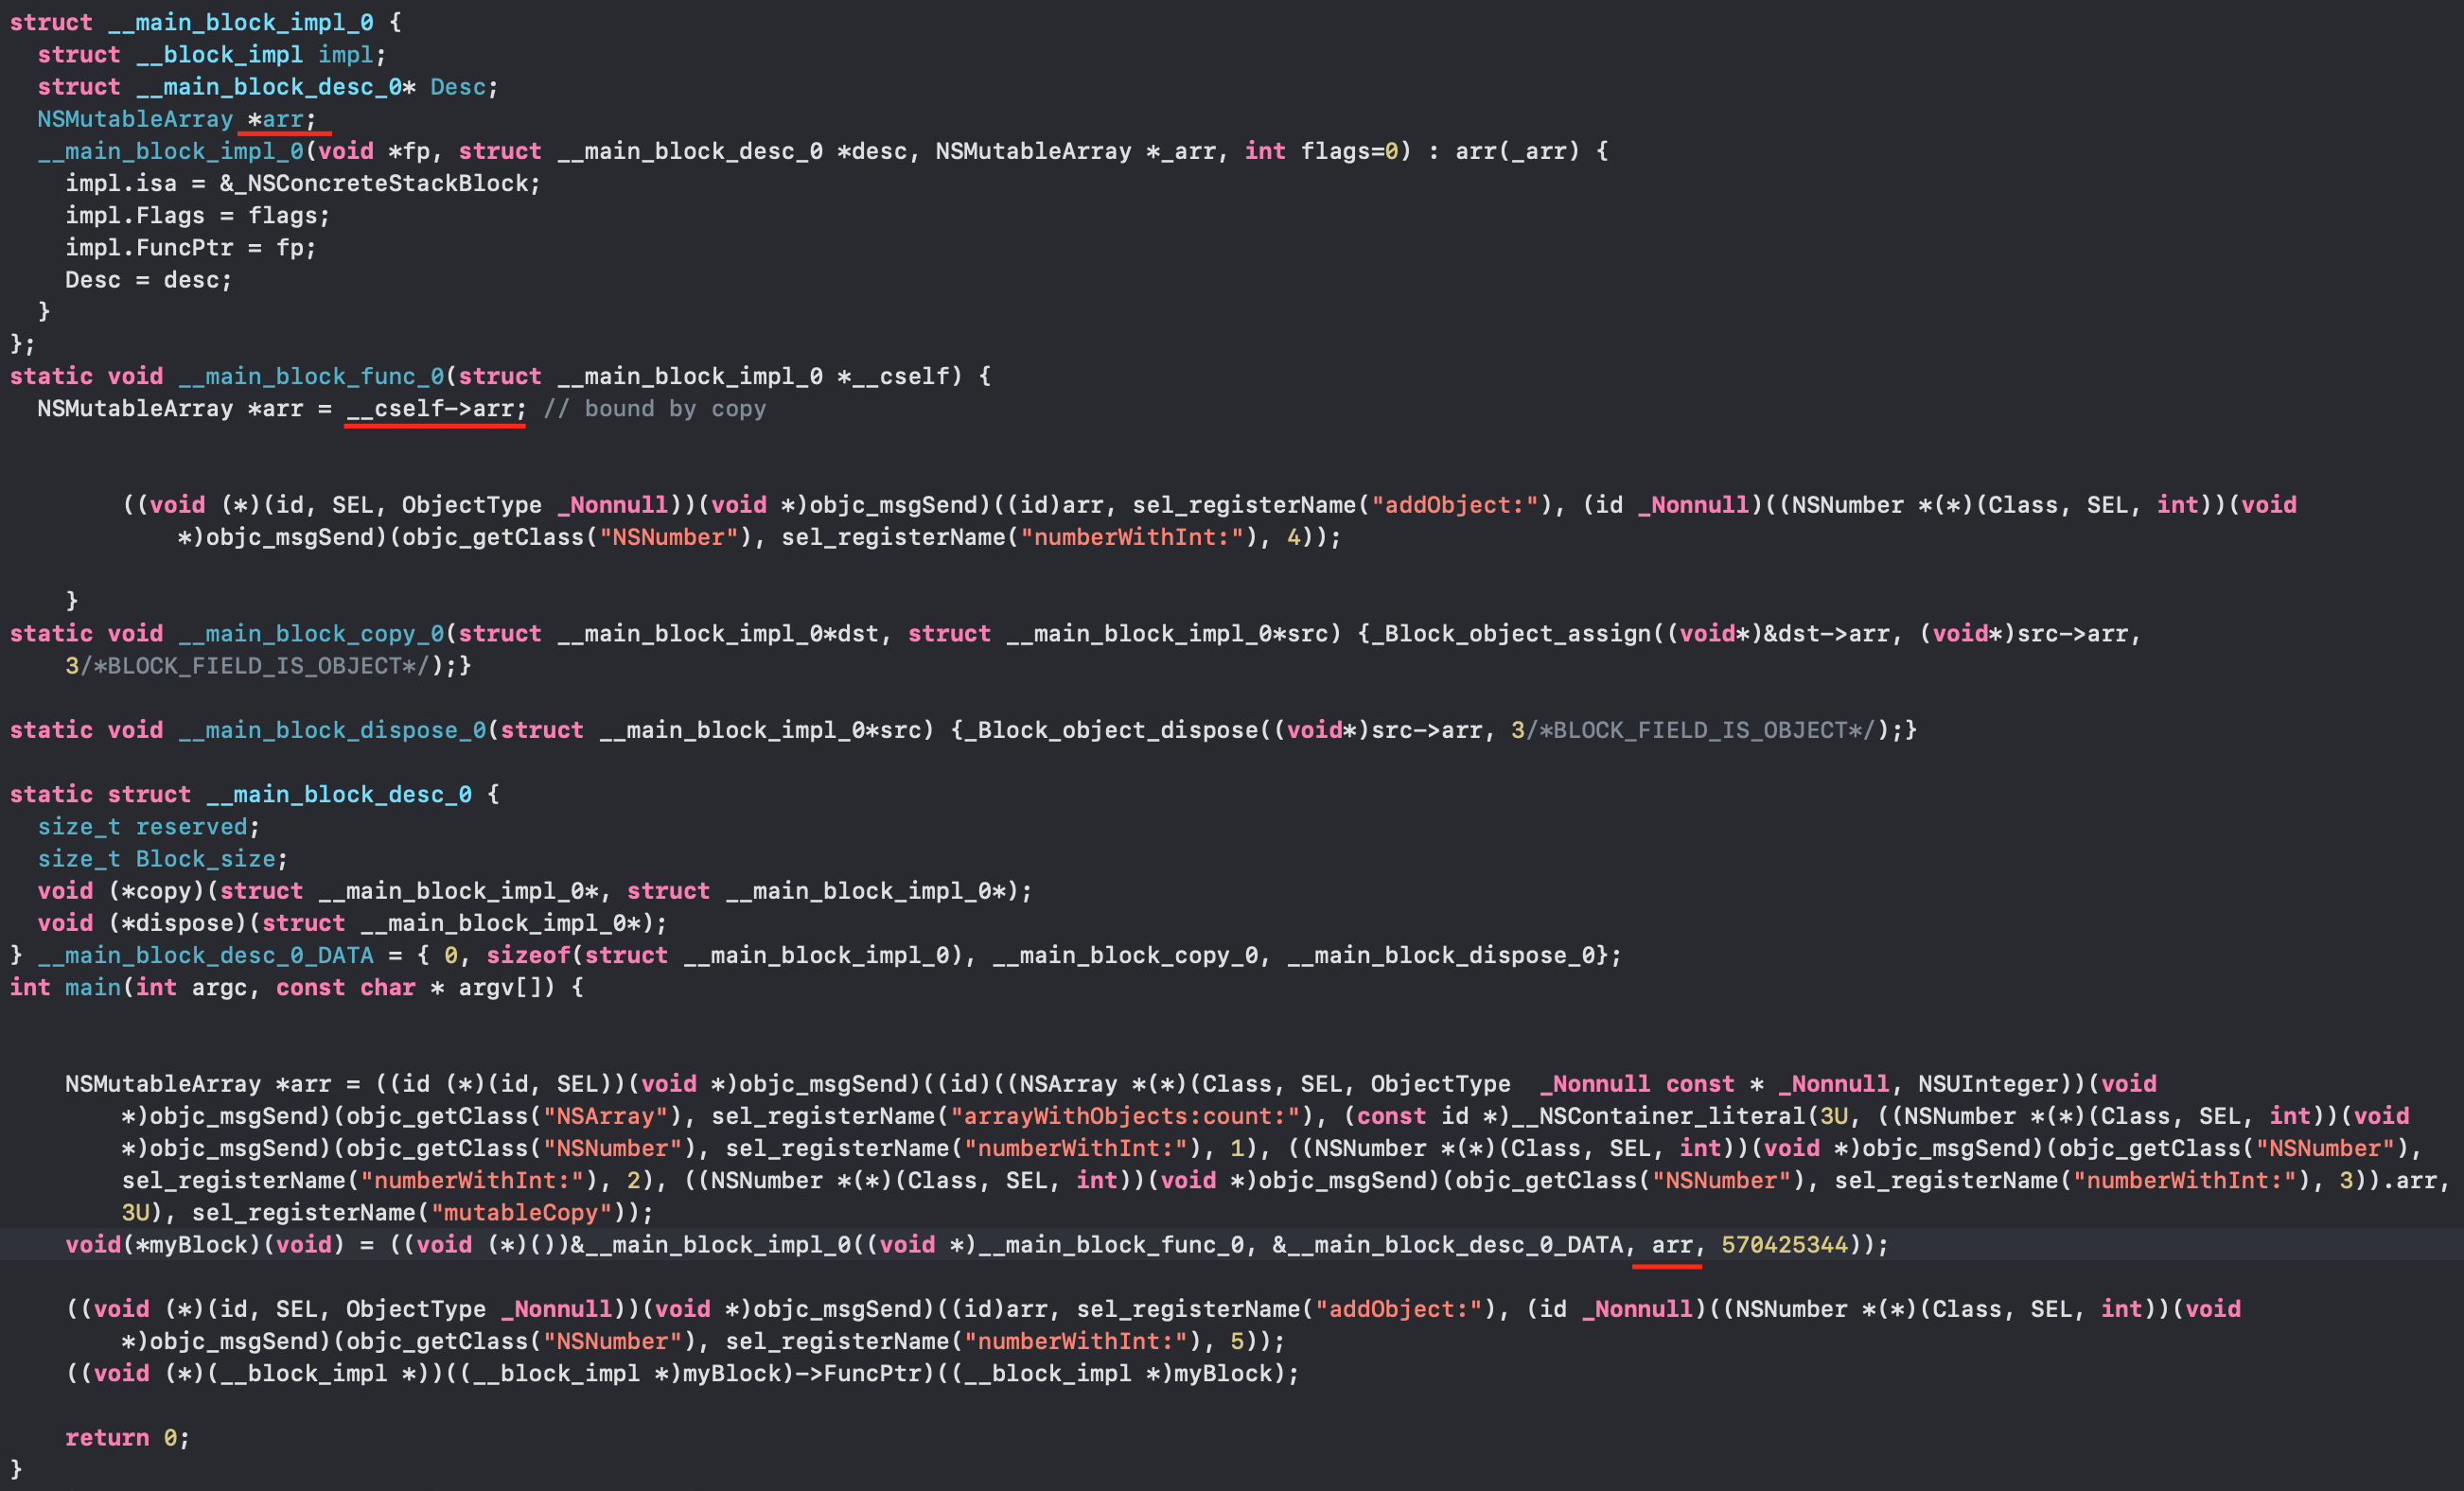 struct __main_block_impl_0 {
  struct __block_impl impl;
  struct __main_block_desc_0* Desc;
  NSMutableArray *arr;
  __main_block_impl_0(void *fp, struct __main_block_desc_0 *desc, NSMutableArray *_arr, int flags=0) : arr(_arr) {
    impl.isa = &_NSConcreteStackBlock;
    impl.Flags = flags;
    impl.FuncPtr = fp;
    Desc = desc;
  }
};
static void __main_block_func_0(struct __main_block_impl_0 *__cself) {
  NSMutableArray *arr = __cself->arr; // bound by copy
        ((void (*)(id, SEL, ObjectType _Nonnull))(void *)objc_msgSend)((id)arr, sel_registerName("addObject:"), (id _Nonnull)((NSNumber *(*)(Class, SEL, int))(void
            *)objc_msgSend)(objc_getClass("NSNumber"), sel_registerName("numberWithInt:"), 4));
    }
static void __main_block_copy_0(struct __main_block_impl_0*dst, struct __main_block_impl_0*src) {_Block_object_assign((void*)&dst->arr, (void*)src->arr,
    3/*BLOCK_FIELD_IS_OBJECT*/);}
static void __main_block_dispose_0(struct __main_block_impl_0*src) {_Block_object_dispose((void*)src->arr, 3/*BLOCK_FIELD_IS_OBJECT*/);}
static struct __main_block_desc_0 {
  size_t reserved;
  size_t Block_size;
  void (*copy)(struct __main_block_impl_0*, struct __main_block_impl_0*);
  void (*dispose)(struct __main_block_impl_0*);
} __main_block_desc_0_DATA = { 0, sizeof(struct __main_block_impl_0), __main_block_copy_0, __main_block_dispose_0};
int main(int argc, const char * argv[]) {
    NSMutableArray *arr = ((id (*)(id, SEL))(void *)objc_msgSend)((id)((NSArray *(*)(Class, SEL, ObjectType  _Nonnull const * _Nonnull, NSUInteger))(void
        *)objc_msgSend)(objc_getClass("NSArray"), sel_registerName("arrayWithObjects:count:"), (const id *)__NSContainer_literal(3U, ((NSNumber *(*)(Class, SEL, int))(void
        *)objc_msgSend)(objc_getClass("NSNumber"), sel_registerName("numberWithInt:"), 1), ((NSNumber *(*)(Class, SEL, int))(void *)objc_msgSend)(objc_getClass("NSNumber"),
        sel_registerName("numberWithInt:"), 2), ((NSNumber *(*)(Class, SEL, int))(void *)objc_msgSend)(objc_getClass("NSNumber"), sel_registerName("numberWithInt:"), 3)).arr,
        3U), sel_registerName("mutableCopy"));
    void(*myBlock)(void) = ((void (*)())&__main_block_impl_0((void *)__main_block_func_0, &__main_block_desc_0_DATA, arr, 570425344));
    ((void (*)(id, SEL, ObjectType _Nonnull))(void *)objc_msgSend)((id)arr, sel_registerName("addObject:"), (id _Nonnull)((NSNumber *(*)(Class, SEL, int))(void
        *)objc_msgSend)(objc_getClass("NSNumber"), sel_registerName("numberWithInt:"), 5));
    ((void (*)(__block_impl *))((__block_impl *)myBlock)->FuncPtr)((__block_impl *)myBlock);
    return 0;
}